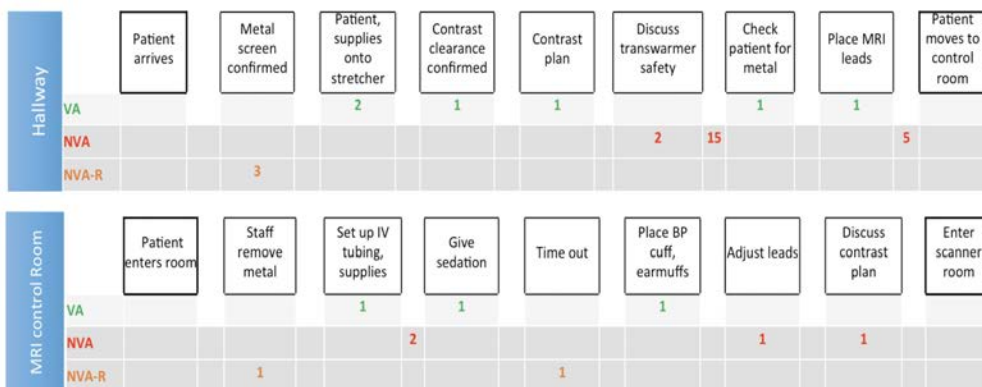 Hallway
Patient
arrives
Metal
screen
confirmed
Patient,
supplies
onto
stretcher
Contrast
clearance
confirmed
Contrast
plan
Discuss
transwarmer
safety
Check
patient for
metal
Place MRI
leads
Patient
moves to
control
room
VA 2 1 1 1 1
NVA 2 15 5
NVA-R 3
MRI control Room
Patient
enters room
Staff
remove
metal
Set up IV
tubing,
supplies
Give
sedation
Time out
Place BP
cuff,
earmuffs
Adjust leads
Discuss
contrast
plan
Enter
scanner
room
VA 1 1 1
NVA 2 1 1
NVA-R 1 1